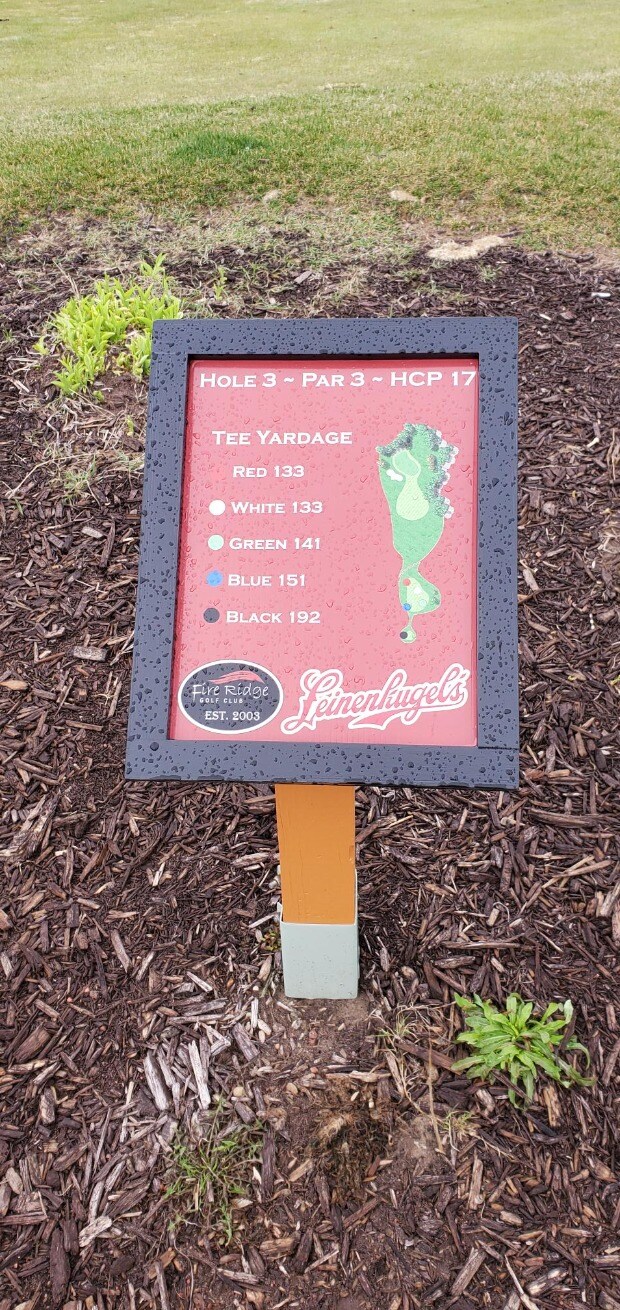 Hole 3 ~ Par 3 ~ HCP 17
Tee Yardage
Red 133
White 133
Green 141
Blue 151
Black 192
Fire Ridge
GOLF CLUB
EST. 2003
Leinenkugel's